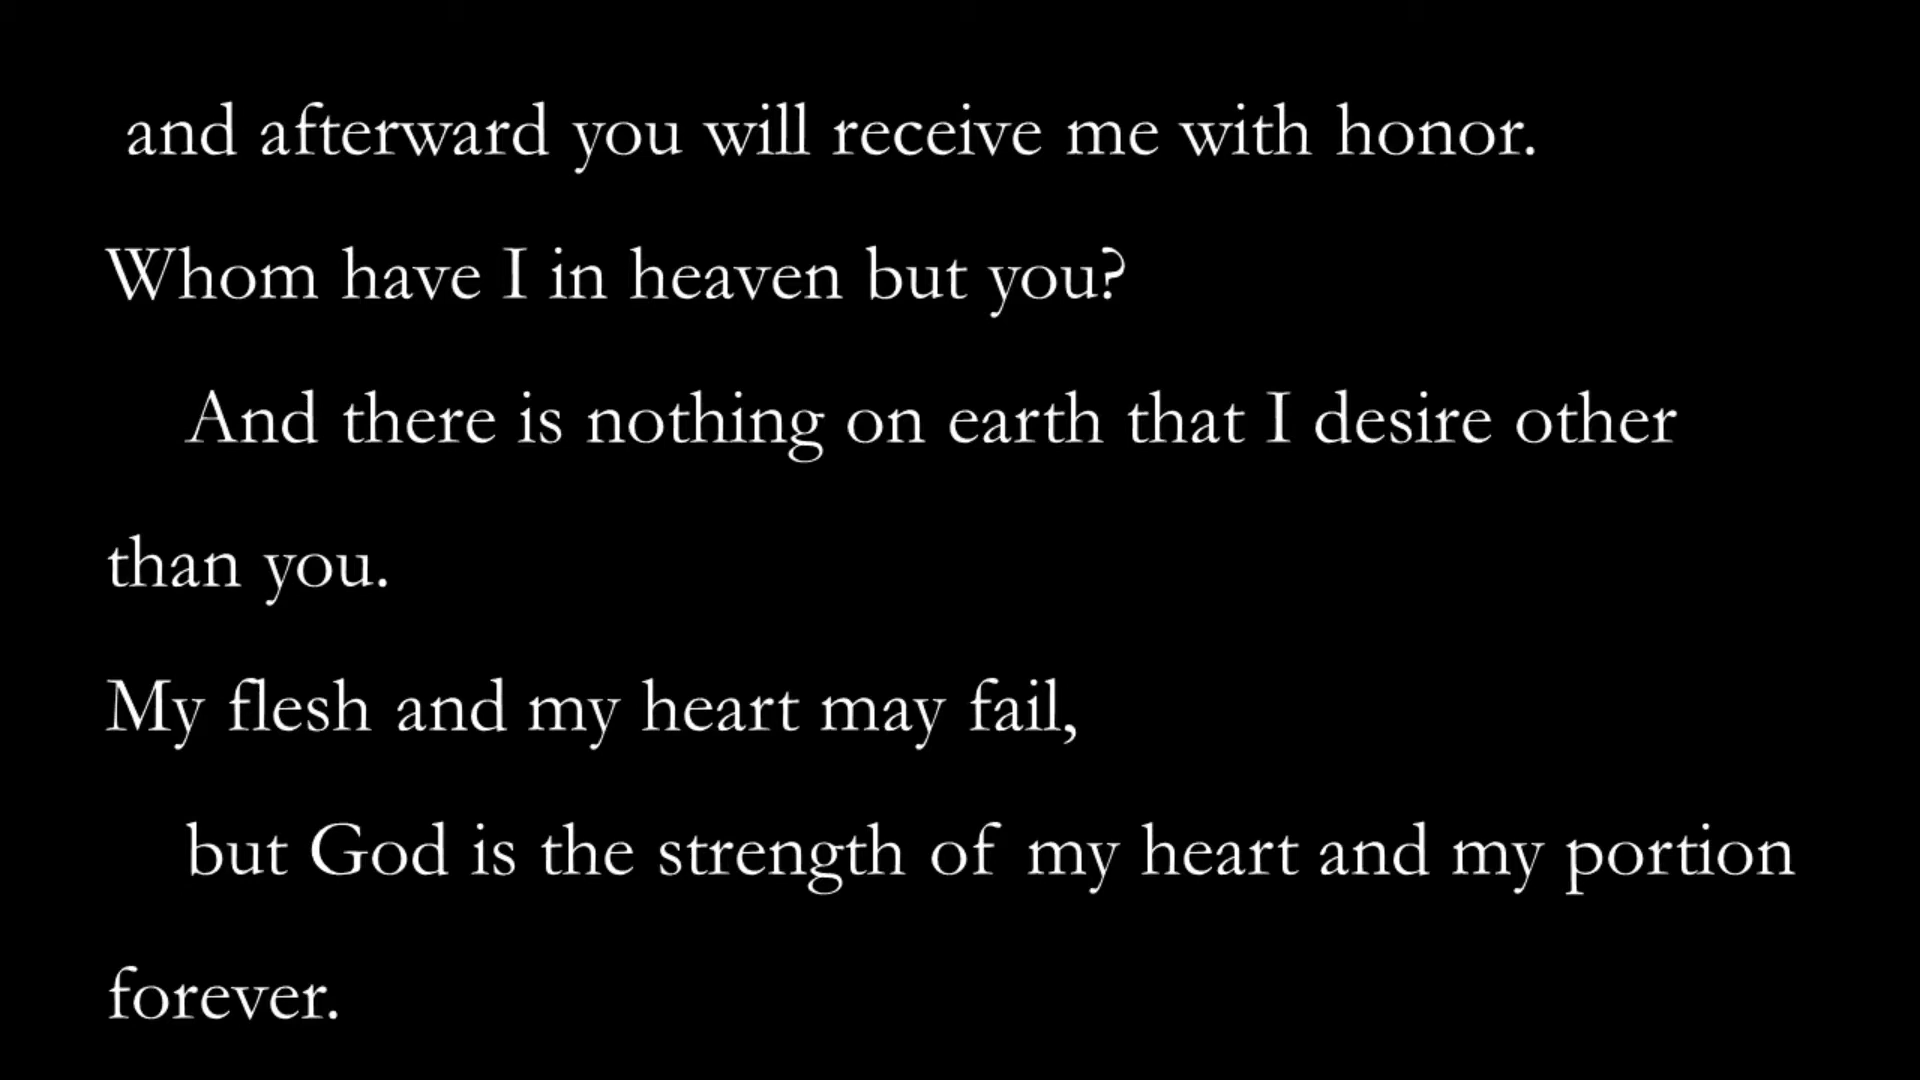 and afterward you will receive me with honor.
Whom have I in heaven but you?
And there is nothing on earth that I desire other
than you.
My flesh and my heart may fail,
but God is the strength of my heart and my portion
forever.